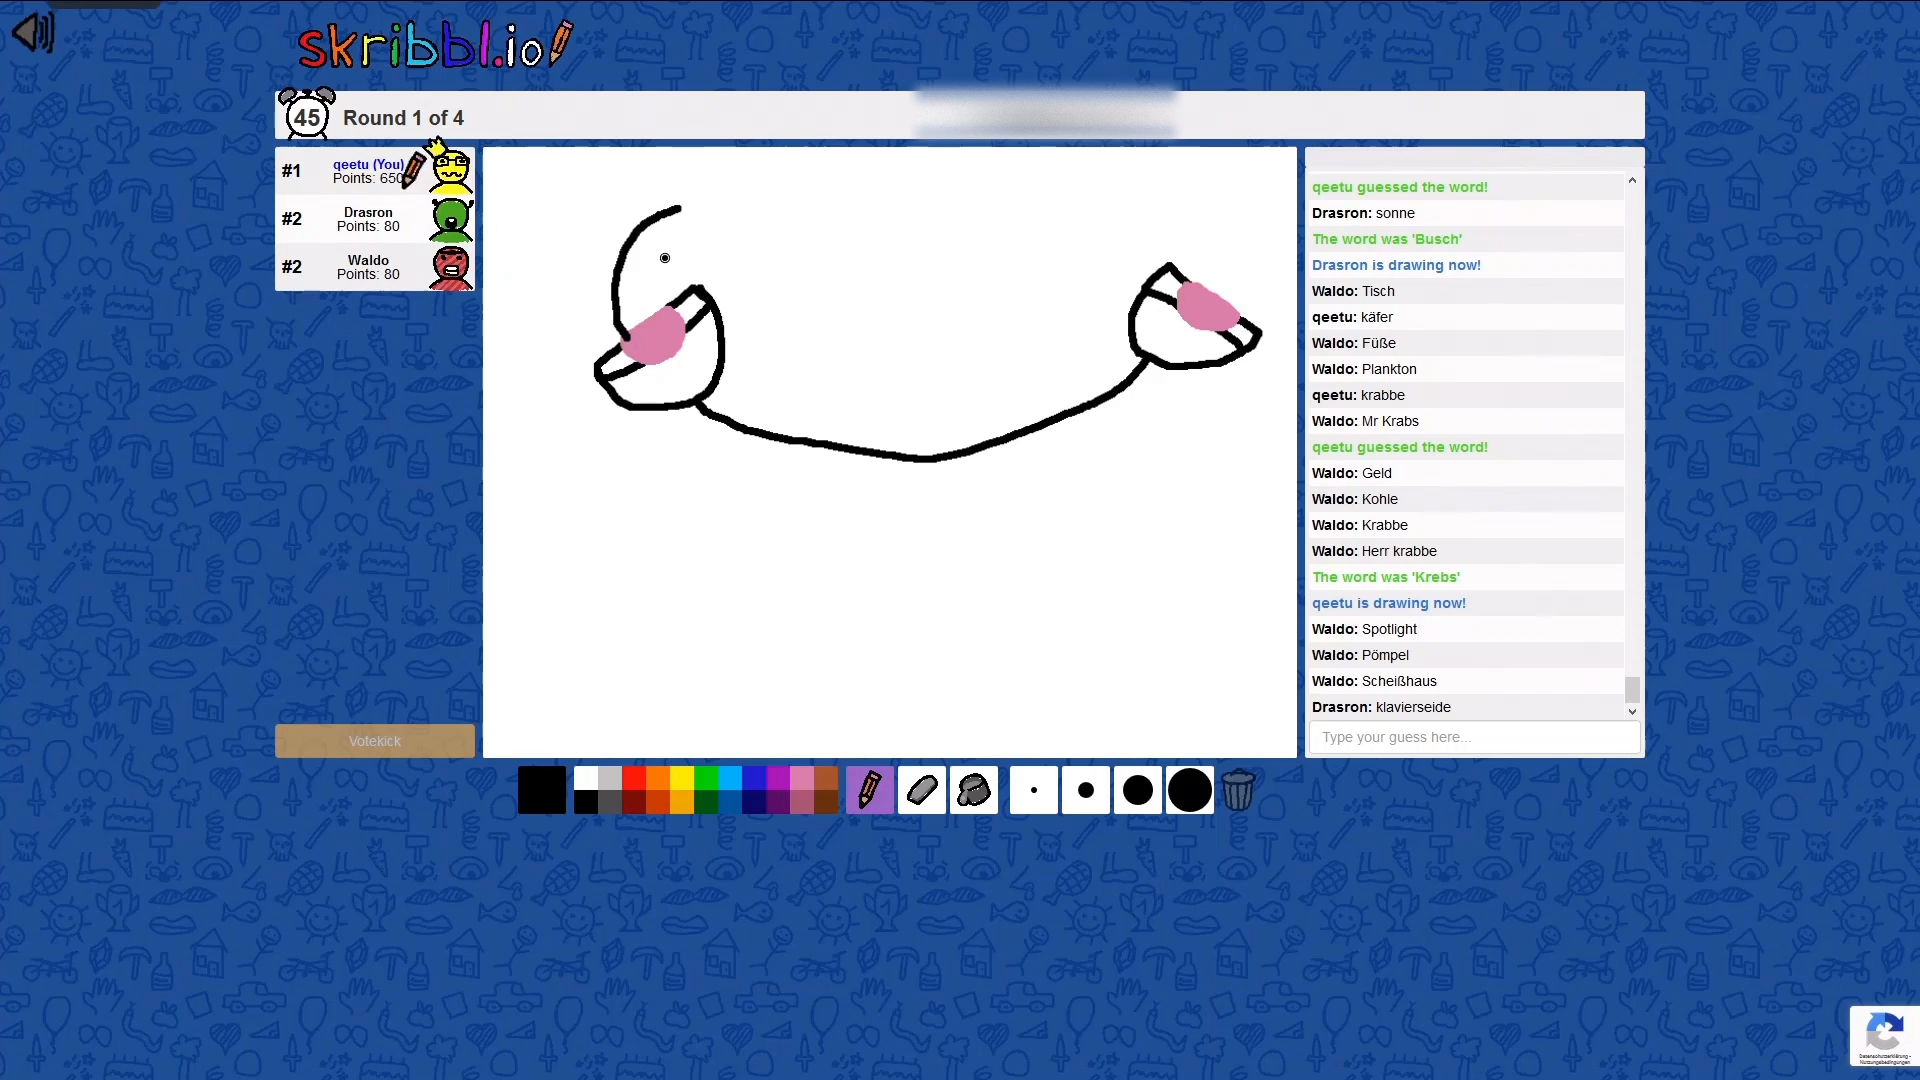 skribbl.io
45
Round 1 of 4
#1
qeetu (You)
Points: 650
#2
Drasron
Points: 80
#2
Waldo
Points: 80
Votekick
qeetu guessed the word!
Drasron: sonne
The word was 'Busch'
Drasron is drawing now!
Waldo: Tisch
qeetu: käfer
Waldo: Füße
Waldo: Plankton
qeetu: krabbe
Waldo: Mr Krabs
qeetu guessed the word!
Waldo: Geld
Waldo: Kohle
Waldo: Krabbe
Waldo: Herr krabbe
The word was 'Krebs'
qeetu is drawing now!
Waldo: Spotlight
Waldo: Pömpel
Waldo: Scheißhaus
Drasron: klavierseide
Type your guess here...
Datenschutzerklärung -
Nutzungsbedingungen